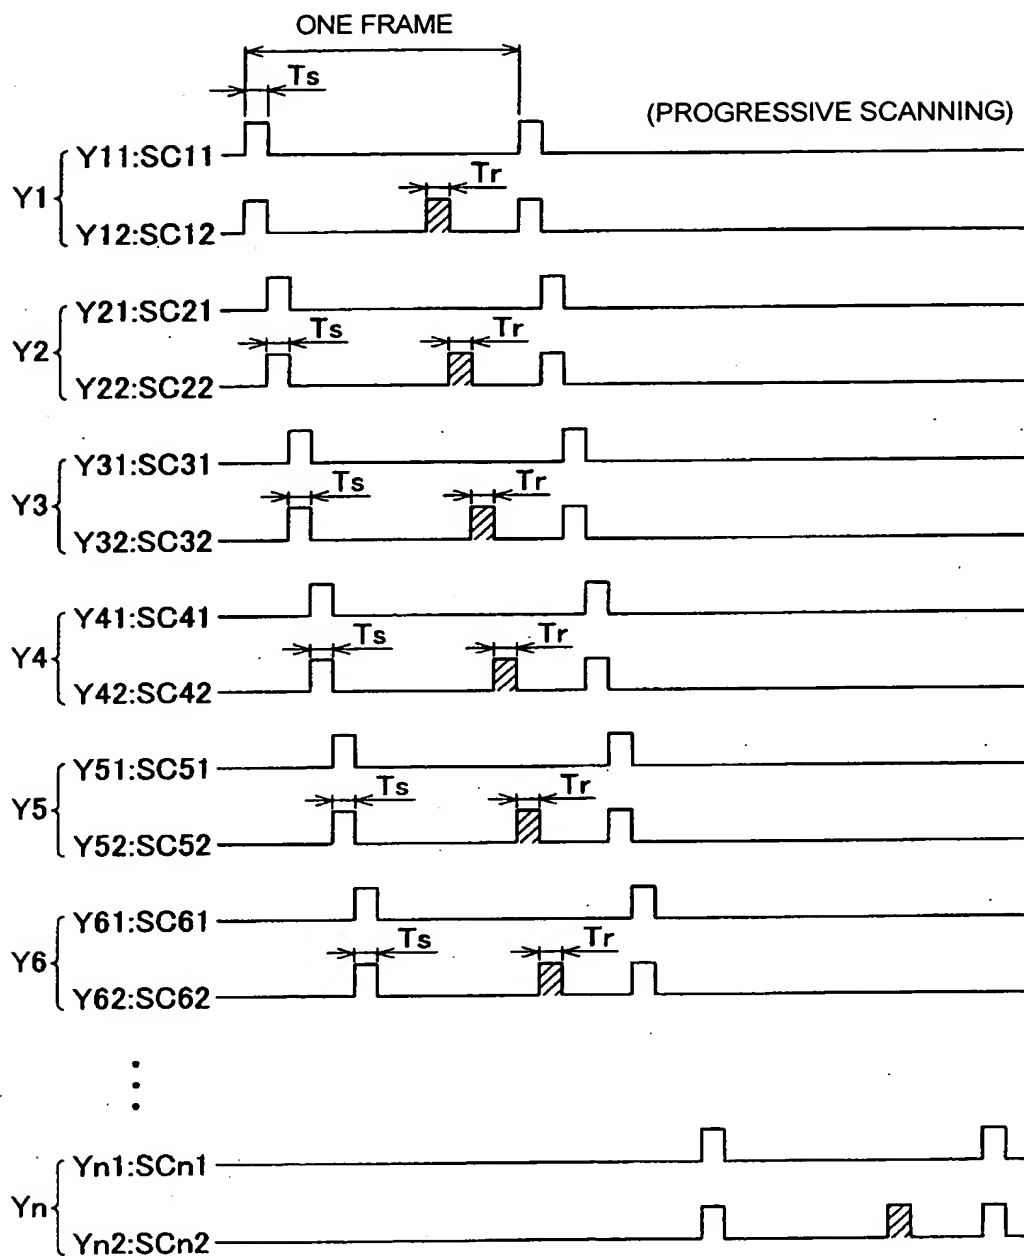 ONE FRAME
Ts
(PROGRESSIVE SCANNING)
Y1
Y11:SC11
Tr
Y12:SC12
Y2
Y21:SC21
Ts
Tr
Y22:SC22
Y3
Y31:SC31
Ts
Tr
Y32:SC32
Y4
Y41:SC41
Ts
Tr
Y42:SC42
Y5
Y51:SC51
Ts
Tr
Y52:SC52
Y6
Y61:SC61
Ts
Tr
Y62:SC62
Yn
Yn1:SCn1
Yn2:SCn2